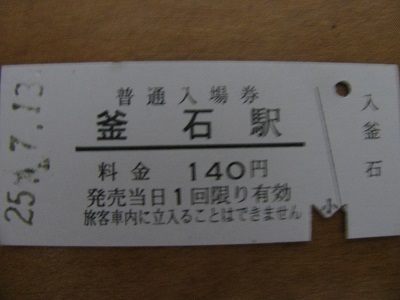 25.-7.13
普通入場券
釜石駅
料金 140円
発売当日1回限り有効
旅客車内に立入ることはできません
小
入
釜
石